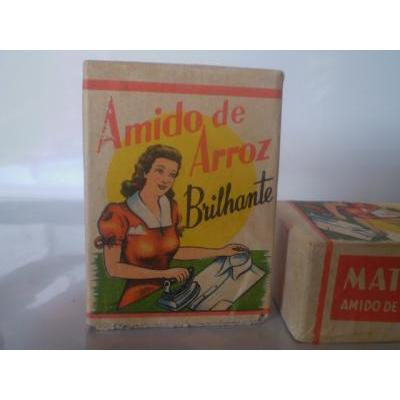 Amido de
Arroz
Brilhante
MAT
AMIDO DE